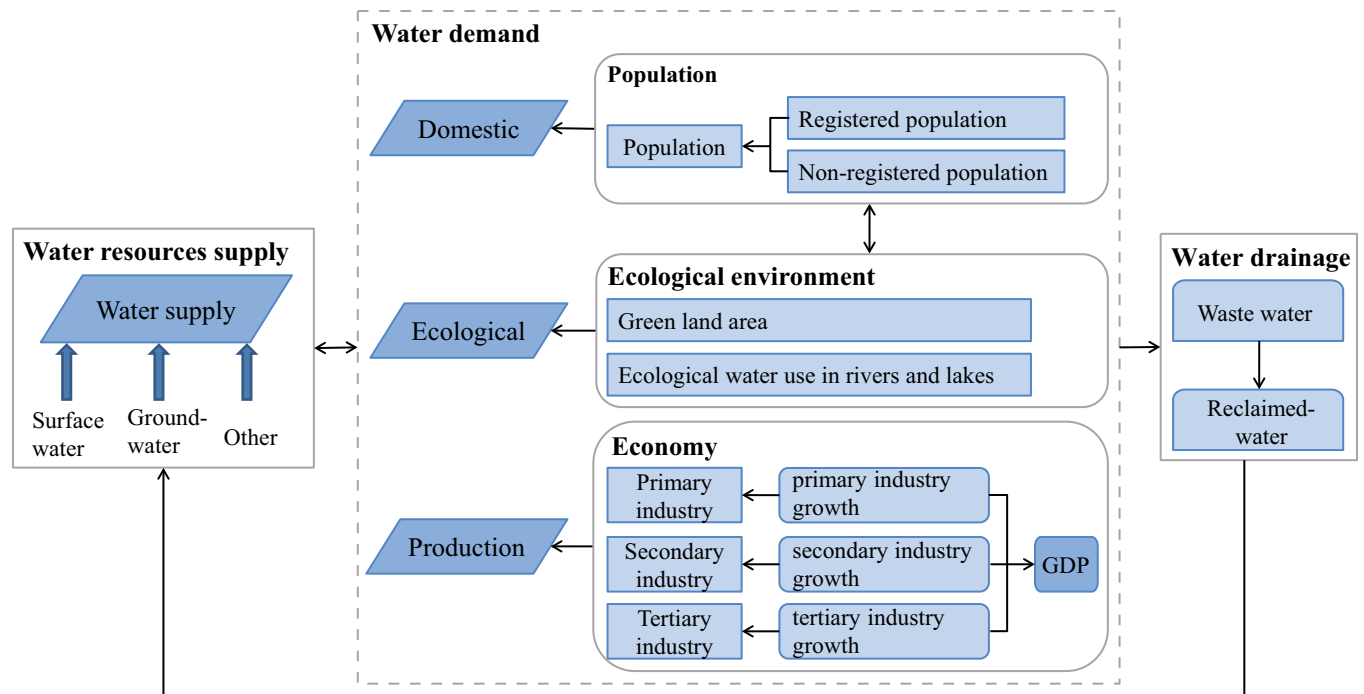 Water demand
Population
Domestic
Population
Registered population
Non-registered population
Water resources supply
Water supply
Surface
water
Ground-
water
Other
Ecological environment
Ecological
Green land area
Ecological water use in rivers and lakes
Economy
Production
Primary
industry
primary industry
growth
Secondary
industry
secondary industry
growth
Tertiary
industry
tertiary industry
growth
GDP
Water drainage
Waste water
Reclaimed-
water